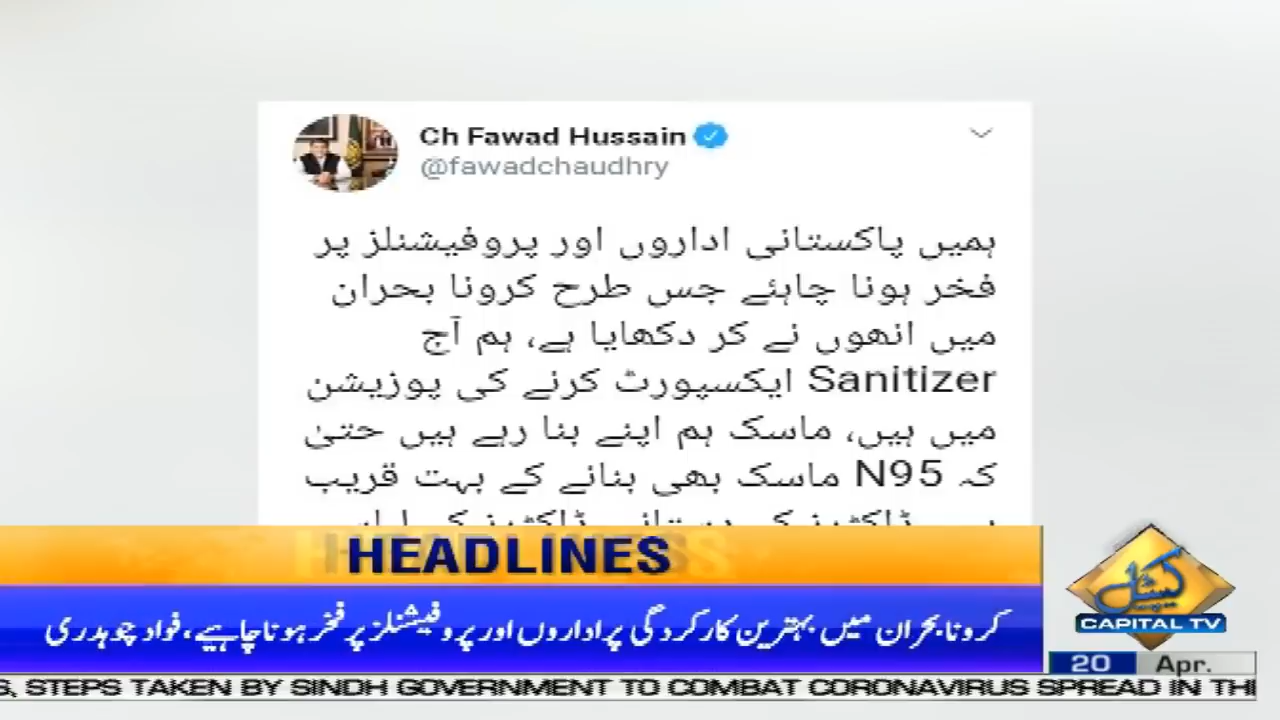 Ch Fawad Hussain
@fawadchaudhry
ہمیں پاکستانی اداروں اور پروفیشنلز پر
فخر ہونا چاہئے جس طرح کرونا بحران
میں انھوں نے کر دکھایا ہے، ہم آج
Sanitizer ایکسپورٹ کرنے کی پوزیشن
میں ہیں، ماسک ہم اپنے بنا رہے ہیں حتیٰ
کہ N95 ماسک بھی بنانے کے بہت قریب
HEADLINES
کرونا بحران میں بہترین کارکردگی پر اداروں اور پروفیشنلز پر فخر ہونا چاہیے، فواد چوہدری
کیپیٹل
CAPITAL TV
20 Apr.
S, STEPS TAKEN BY SINDH GOVERNMENT TO COMBAT CORONAVIRUS SPREAD IN THI